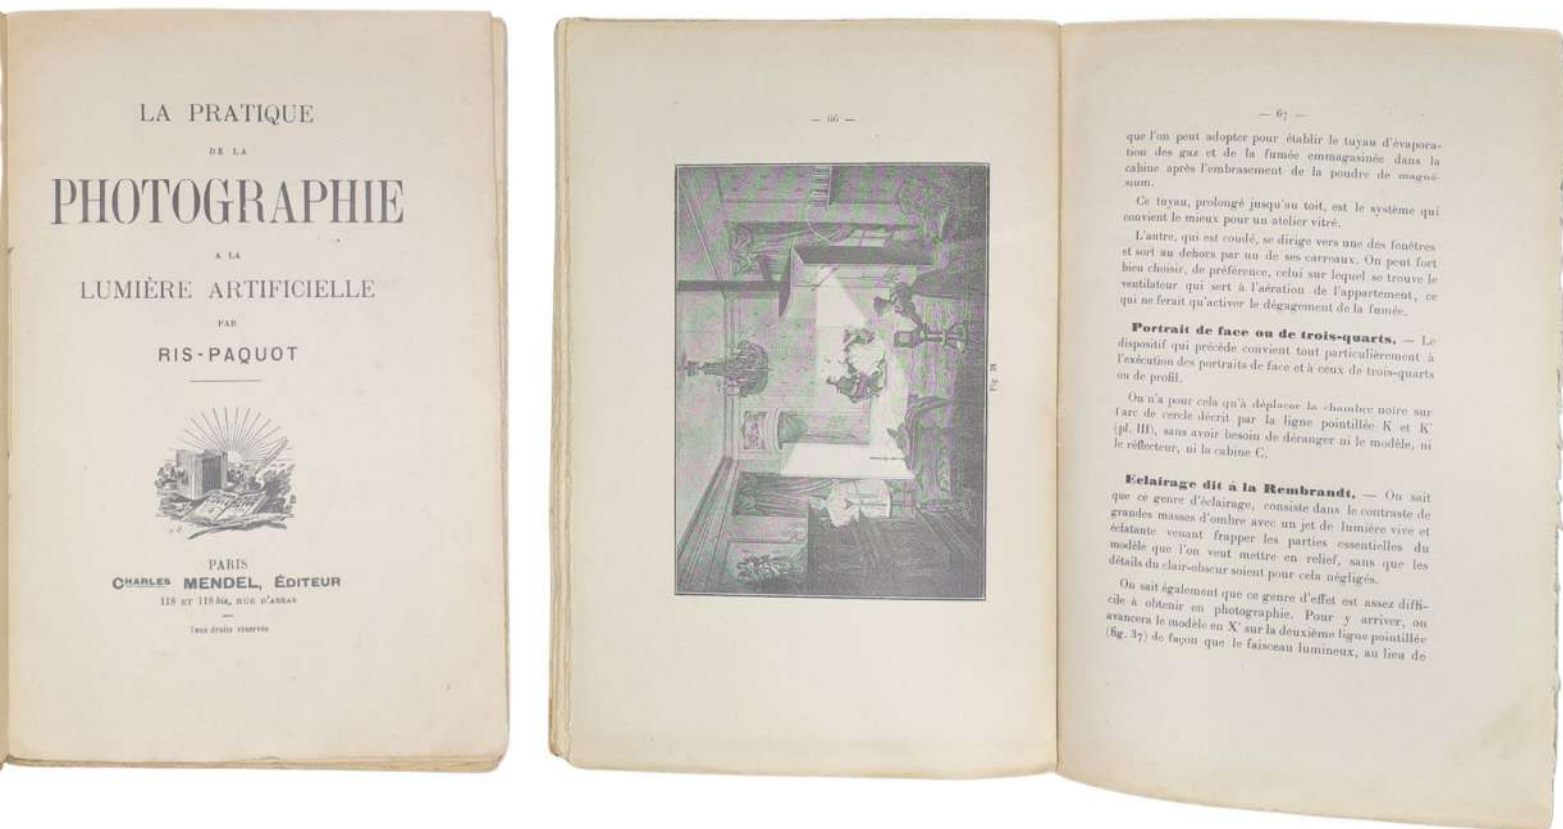 LA PRATIQUE
DE LA
PHOTOGRAPHIE
A LA
LUMIÈRE ARTIFICIELLE
PAR
RIS-PAQUOT
PARIS
CHARLES MENDEL, ÉDITEUR
118 ET 118 bis, RUE D'ASSAS
Tous droits réservés
— 66 —
Fig. 38
— 67 —
que l'on peut adopter pour établir le tuyau d'évapora-
tion des gaz et de la fumée emmagasinée dans la
cabine après l'embrasement de la poudre de magné-
sium.
Ce tuyau, prolongé jusqu'au toit, est le système qui
convient le mieux pour un atelier vitré.
L'autre, qui est coudé, se dirige vers une des fenêtres
et sort au dehors par un de ses carreaux. On peut fort
bien choisir, de préférence, celui sur lequel se trouve le
ventilateur qui sert à l'aération de l'appartement, ce
qui ne ferait qu'activer le dégagement de la fumée.
Portrait de face ou de trois-quarts. — Le
dispositif qui précède convient tout particulièrement à
l'exécution des portraits de face et à ceux de trois-quarts
ou de profil.
On n'a pour cela qu'à déplacer la chambre noire sur
l'arc de cercle décrit par la ligne pointillée K et K'
(pl. III), sans avoir besoin de déranger ni le modèle, ni
le réflecteur, ni la cabine C.
Eclairage dit à la Rembrandt. — On sait
que ce genre d'éclairage, consiste dans le contraste de
grandes masses d'ombre avec un jet de lumière vive et
éclatante venant frapper les parties essentielles du
modèle que l'on veut mettre en relief, sans que les
détails du clair-obscur soient pour cela négligés.
On sait également que ce genre d'effet est assez diffi-
cile à obtenir en photographie. Pour y arriver, on
avancera le modèle en X' sur la deuxième ligne pointillée
(fig. 37) de façon que le faisceau lumineux, au lieu de